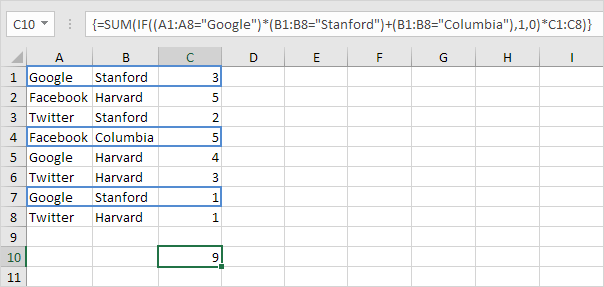 C10 fx {=SUM(IF((A1:A8="Google")*(B1:B8="Stanford")+(B1:B8="Columbia"),1,0)*C1:C8)}
A B C D E F G H I
1 Google Stanford 3
2 Facebook Harvard 5
3 Twitter Stanford 2
4 Facebook Columbia 5
5 Google Harvard 4
6 Twitter Harvard 3
7 Google Stanford 1
8 Twitter Harvard 1
9
10 9
11